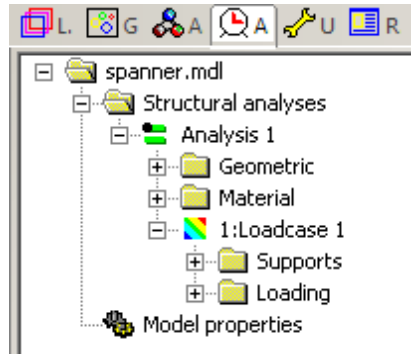 L. G A A U R
spanner.mdl
Structural analyses
Analysis 1
Geometric
Material
1:Loadcase 1
Supports
Loading
Model properties